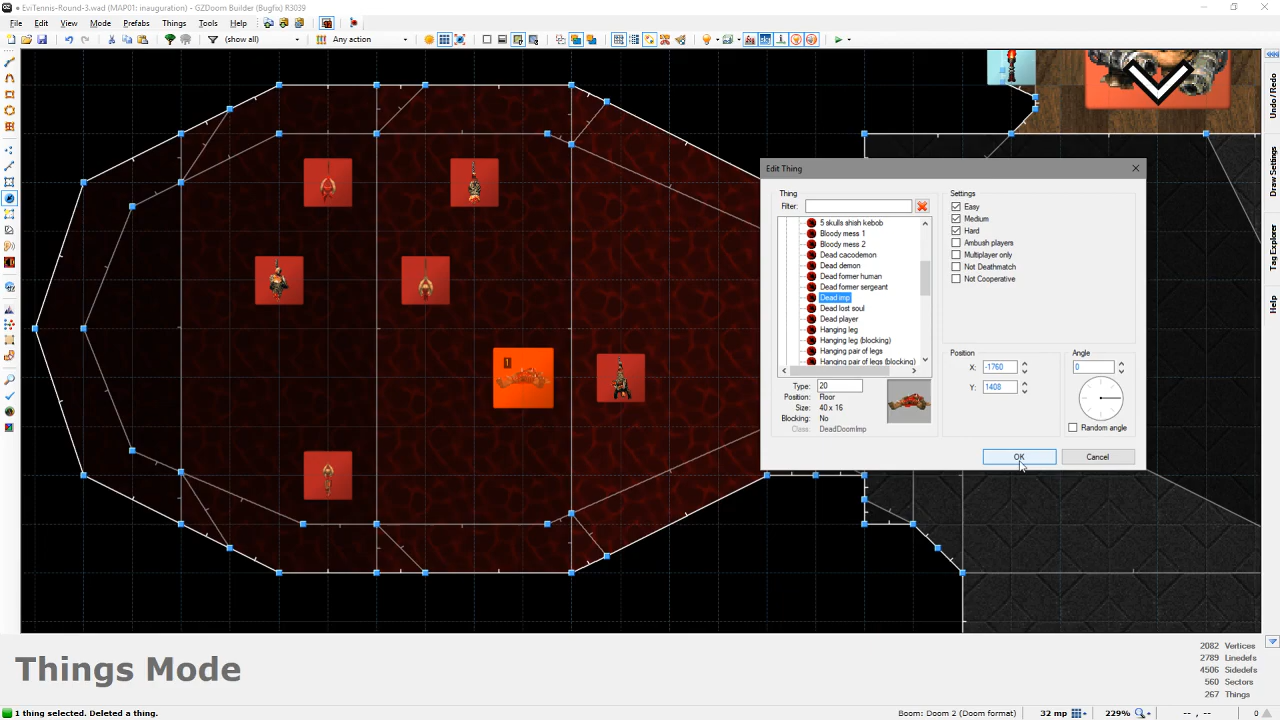 EviTennis-Round-3.wad (MAP01: inauguration) - GZDoom Builder (Bugfix) R3039
File Edit View Mode Prefabs Things Tools Help
(show all) Any action
Undo / Redo
Draw Settings
Tag Explorer
Help
Edit Thing
Thing
Filter:
5 skulls shish kebob
Bloody mess 1
Bloody mess 2
Dead cacodemon
Dead demon
Dead former human
Dead former sergeant
Dead imp
Dead lost soul
Dead player
Hanging leg
Hanging leg (blocking)
Hanging pair of legs
Hanging pair of legs (blocking)
Type: 20
Position: Floor
Size: 40 x 16
Blocking: No
Class: DeadDoomImp
Settings
Easy
Medium
Hard
Ambush players
Multiplayer only
Not Deathmatch
Not Cooperative
Position
X: -1760
Y: 1408
Angle
0
Random angle
OK Cancel
1
Things Mode
2082 Vertices
2789 Linedefs
4506 Sidedefs
560 Sectors
267 Things
1 thing selected. Deleted a thing.
Boom: Doom 2 (Doom format) 32 mp 229% -- , -- 0